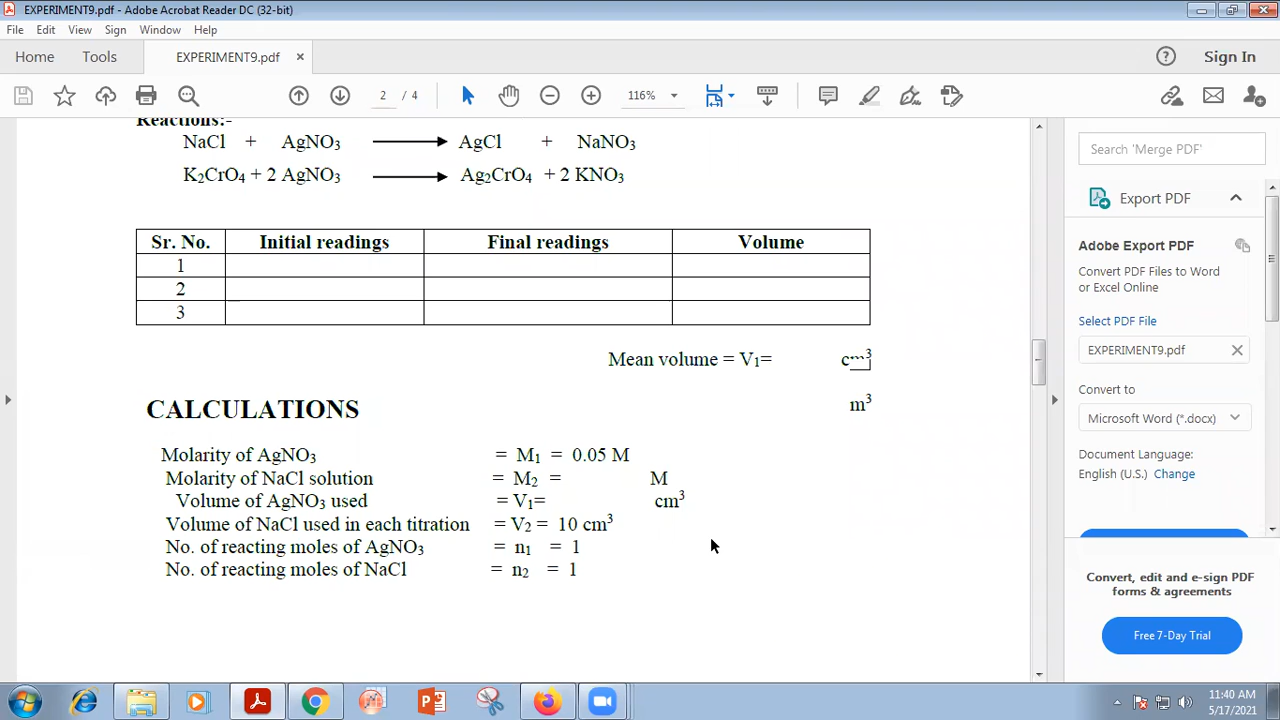 EXPERIMENT9.pdf - Adobe Acrobat Reader DC (32-bit)
File Edit View Sign Window Help
Home Tools EXPERIMENT9.pdf × Sign In
2 / 4 116%
Reactions:-
NaCl + AgNO₃ ⟶ AgCl + NaNO₃
K₂CrO₄ + 2 AgNO₃ ⟶ Ag₂CrO₄ + 2 KNO₃
Sr. No. Initial readings Final readings Volume
1
2
3
Mean volume = V₁= cm³
m³
CALCULATIONS
Molarity of AgNO₃ = M₁ = 0.05 M
Molarity of NaCl solution = M₂ = M
Volume of AgNO₃ used = V₁= cm³
Volume of NaCl used in each titration = V₂ = 10 cm³
No. of reacting moles of AgNO₃ = n₁ = 1
No. of reacting moles of NaCl = n₂ = 1
Search 'Merge PDF'
Export PDF
Adobe Export PDF
Convert PDF Files to Word
or Excel Online
Select PDF File
EXPERIMENT9.pdf
Convert to
Microsoft Word (*.docx)
Document Language:
English (U.S.) Change
Convert, edit and e-sign PDF
forms & agreements
Free 7-Day Trial
11:40 AM
5/17/2021